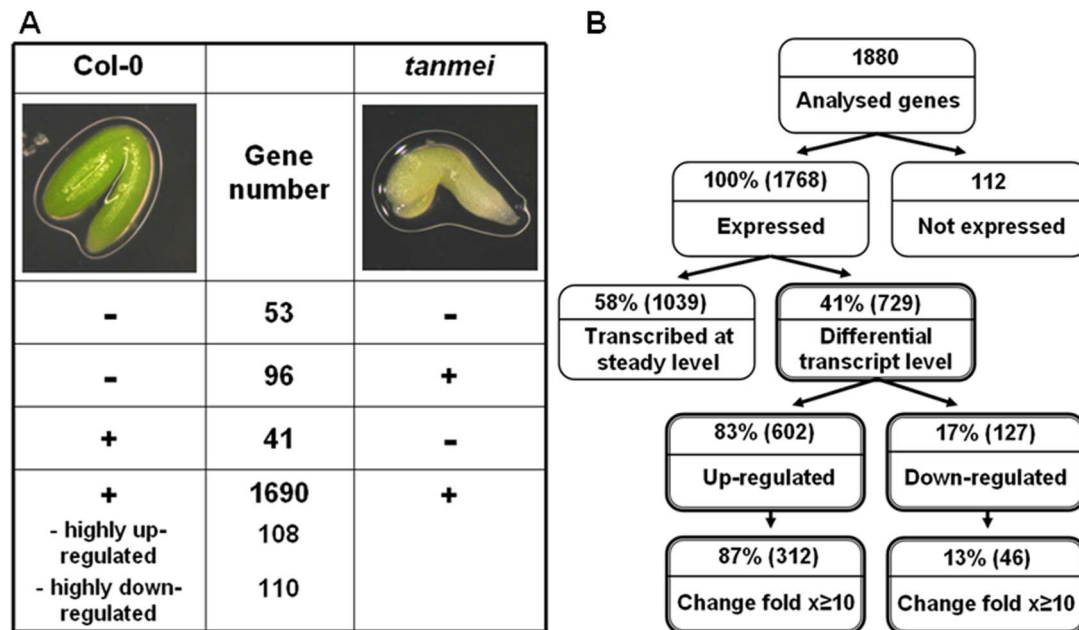 A
Col-0
tanmei
Gene
number
-
53
-
-
96
+
+
41
-
+
1690
+
- highly up-
regulated
108
- highly down-
regulated
110
B
1880
Analysed genes
100% (1768)
Expressed
112
Not expressed
58% (1039)
Transcribed at
steady level
41% (729)
Differential
transcript level
83% (602)
Up-regulated
17% (127)
Down-regulated
87% (312)
Change fold x≥10
13% (46)
Change fold x≥10